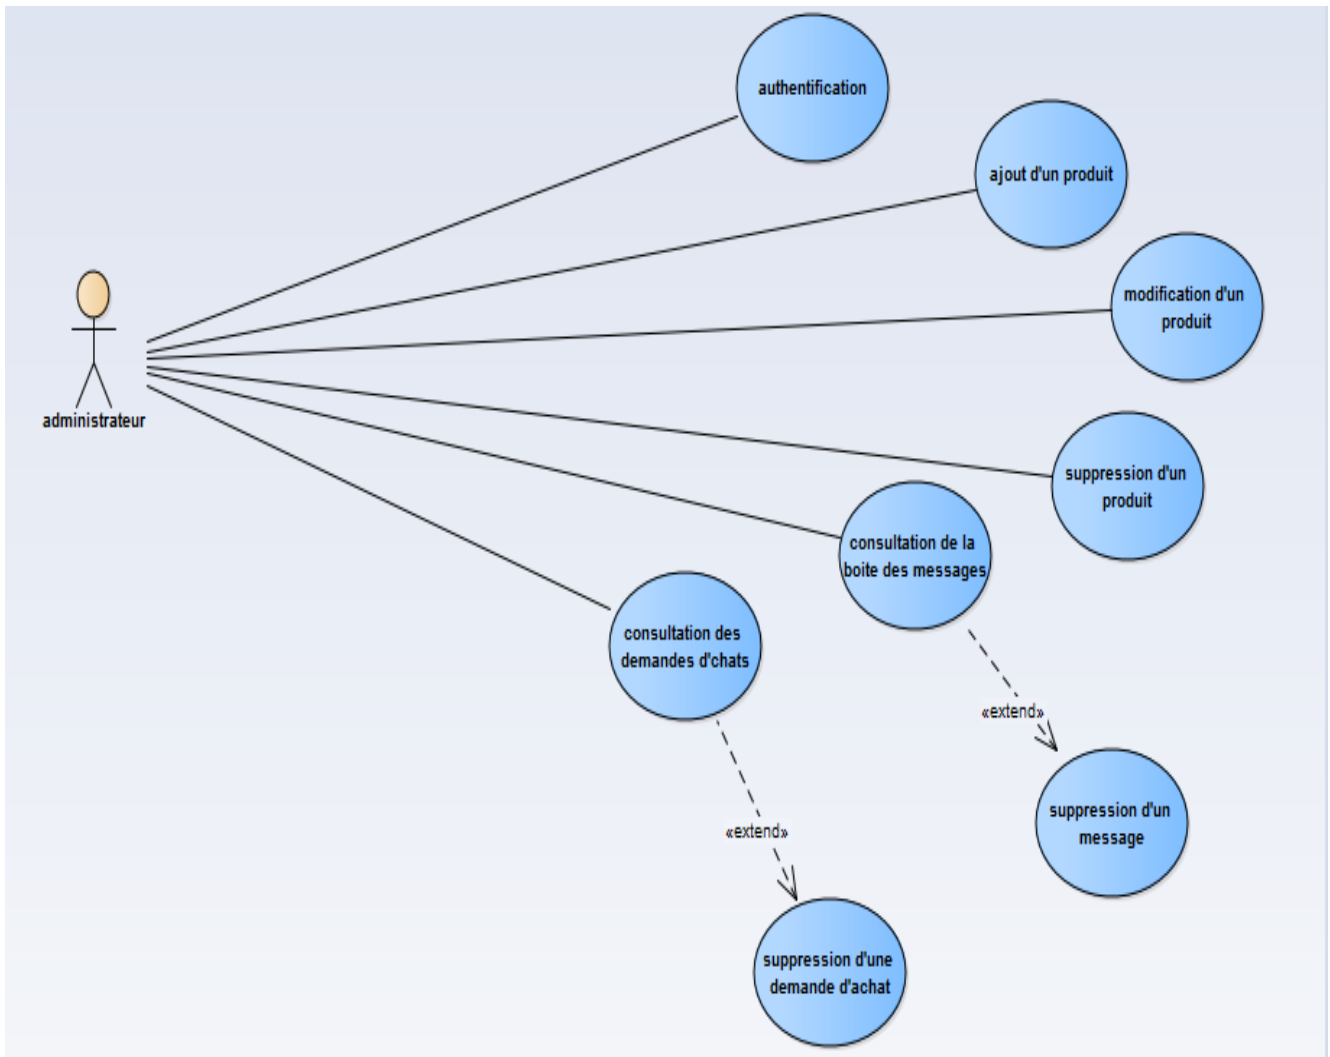 authentification
ajout d'un produit
modification d'un
produit
administrateur
suppression d'un
produit
consultation de la
boite des messages
consultation des
demandes d'chats
«extend»
suppression d'un
message
«extend»
suppression d'une
demande d'achat